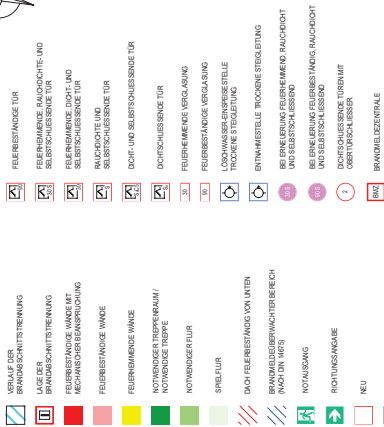 VERLAUF DER
BRANDABSCHNITTSTRENNUNG
LAGE DER
BRANDABSCHNITTSTRENNUNG
FEUERBESTÄNDIGE WÄNDE MIT
MECHANISCHER BEANSPRUCHUNG
FEUERBESTÄNDIGE WÄNDE
FEUERHEMMENDE WÄNDE
NOTWENDIGER TREPPENRAUM /
NOTWENDIGE TREPPE
NOTWENDIGER FLUR
SPIELFLUR
DACH FEUERBESTÄNDIG VON UNTEN
BRANDMELDEÜBERWACHTER BEREICH
(NACH DIN 14675)
NOTAUSGANG
RICHTUNGSANGABE
NEU
FEUERBESTÄNDIGE TÜR
FEUERHEMMENDE, RAUCHDICHTE- UND
SELBSTSCHLIESSENDE TÜR
FEUERHEMMENDE, DICHT- UND
SELBSTSCHLIESSENDE TÜR
RAUCHDICHTE UND
SELBSTSCHLIESSENDE TÜR
DICHT- UND SELBSTSCHLIESSENDE TÜR
DICHTSCHLIESSENDE TÜR
30
FEUERHEMMENDE VERGLASUNG
90
FEUERBESTÄNDIGE VERGLASUNG
LÖSCHWASSER-EINSPEISESTELLE
TROCKENE STEIGLEITUNG
ENTNAHMESTELLE TROCKENE STEIGLEITUNG
30 S
BEI ERNEUERUNG FEUERHEMMEND, RAUCHDICHT
UND SELBSTSCHLIESSEND
90 S
BEI ERNEUERUNG FEUERBESTÄNDIG, RAUCHDICHT
UND SELBSTSCHLIESSEND
2
DICHTSCHLIESSENDE TÜREN MIT
OBERTÜRSCHLIESSER
BMZ
BRANDMELDEZENTRALE